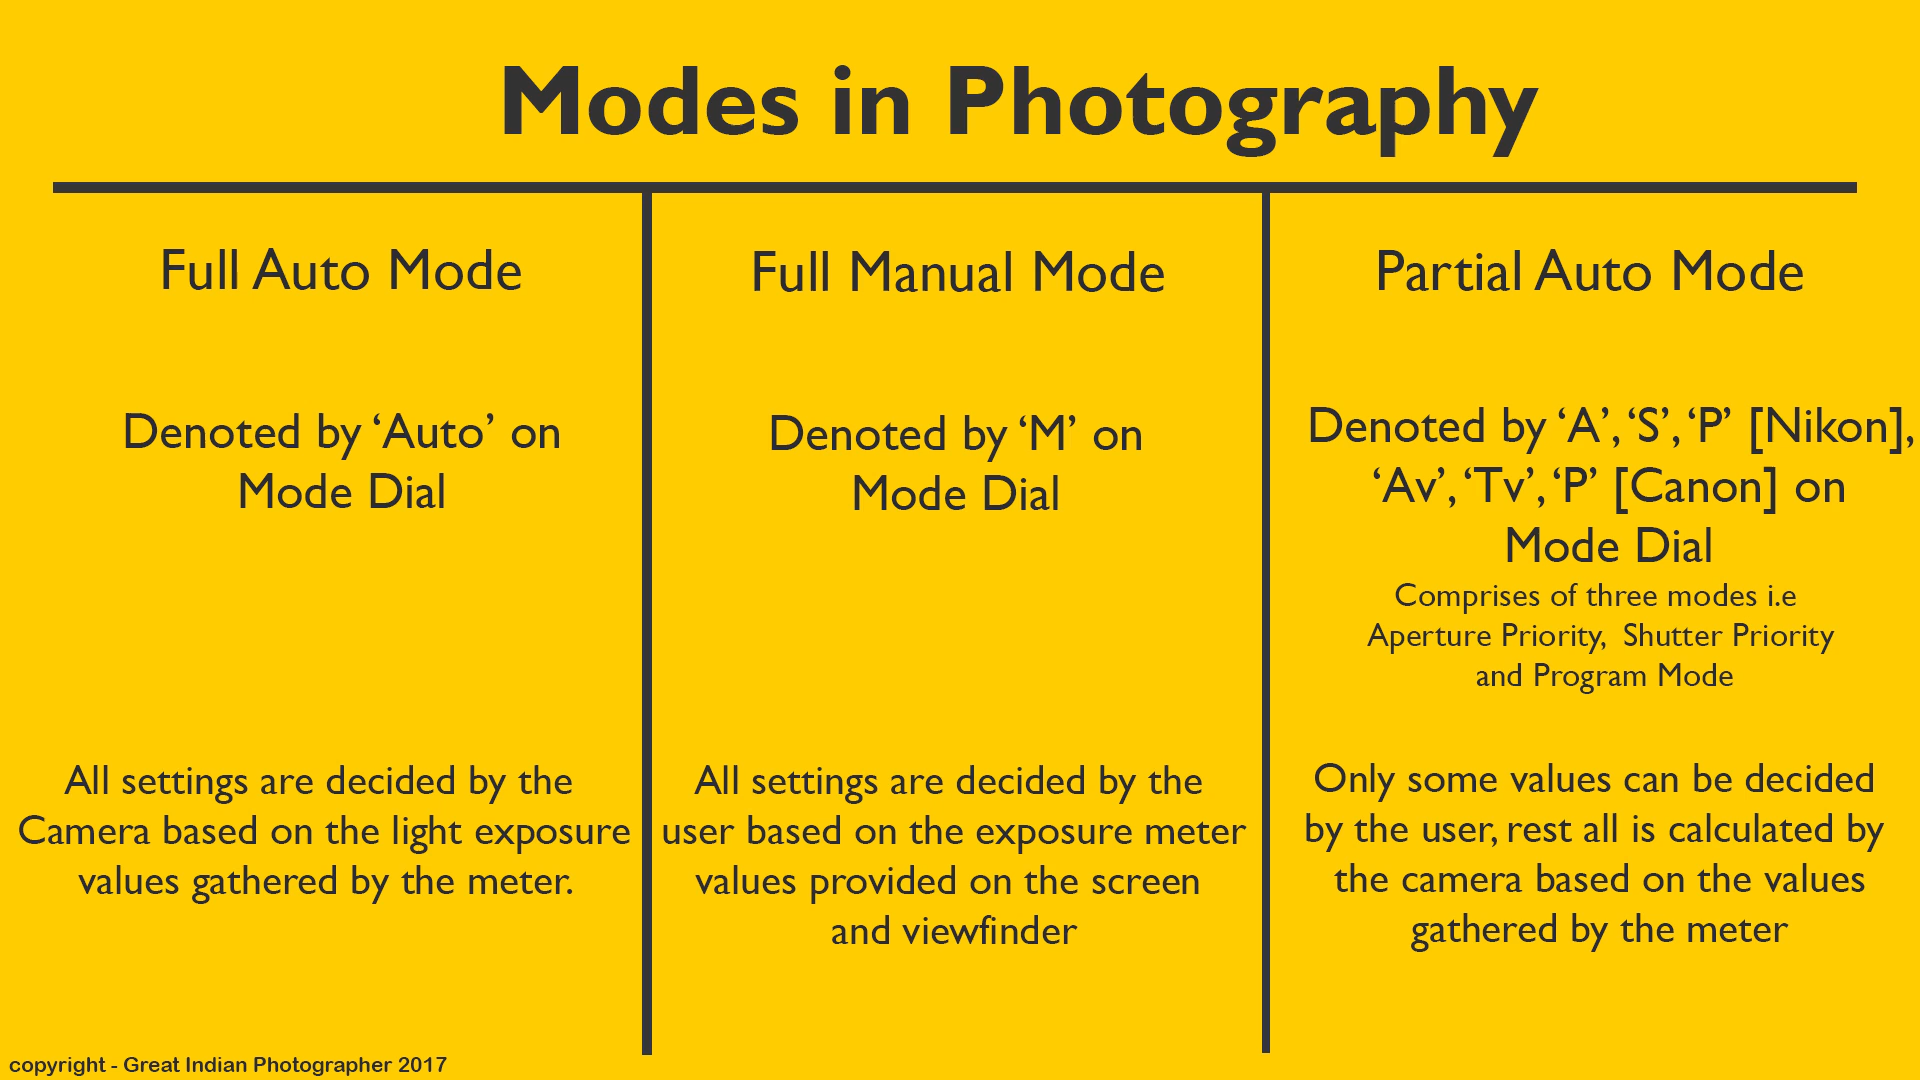 Modes in Photography
Full Auto Mode
Denoted by ‘Auto’ on
Mode Dial
All settings are decided by the
Camera based on the light exposure
values gathered by the meter.
Full Manual Mode
Denoted by ‘M’ on
Mode Dial
All settings are decided by the
user based on the exposure meter
values provided on the screen
and viewfinder
Partial Auto Mode
Denoted by ‘A’, ‘S’, ‘P’ [Nikon],
‘Av’, ‘Tv’, ‘P’ [Canon] on
Mode Dial
Comprises of three modes i.e
Aperture Priority, Shutter Priority
and Program Mode
Only some values can be decided
by the user, rest all is calculated by
the camera based on the values
gathered by the meter
copyright - Great Indian Photographer 2017